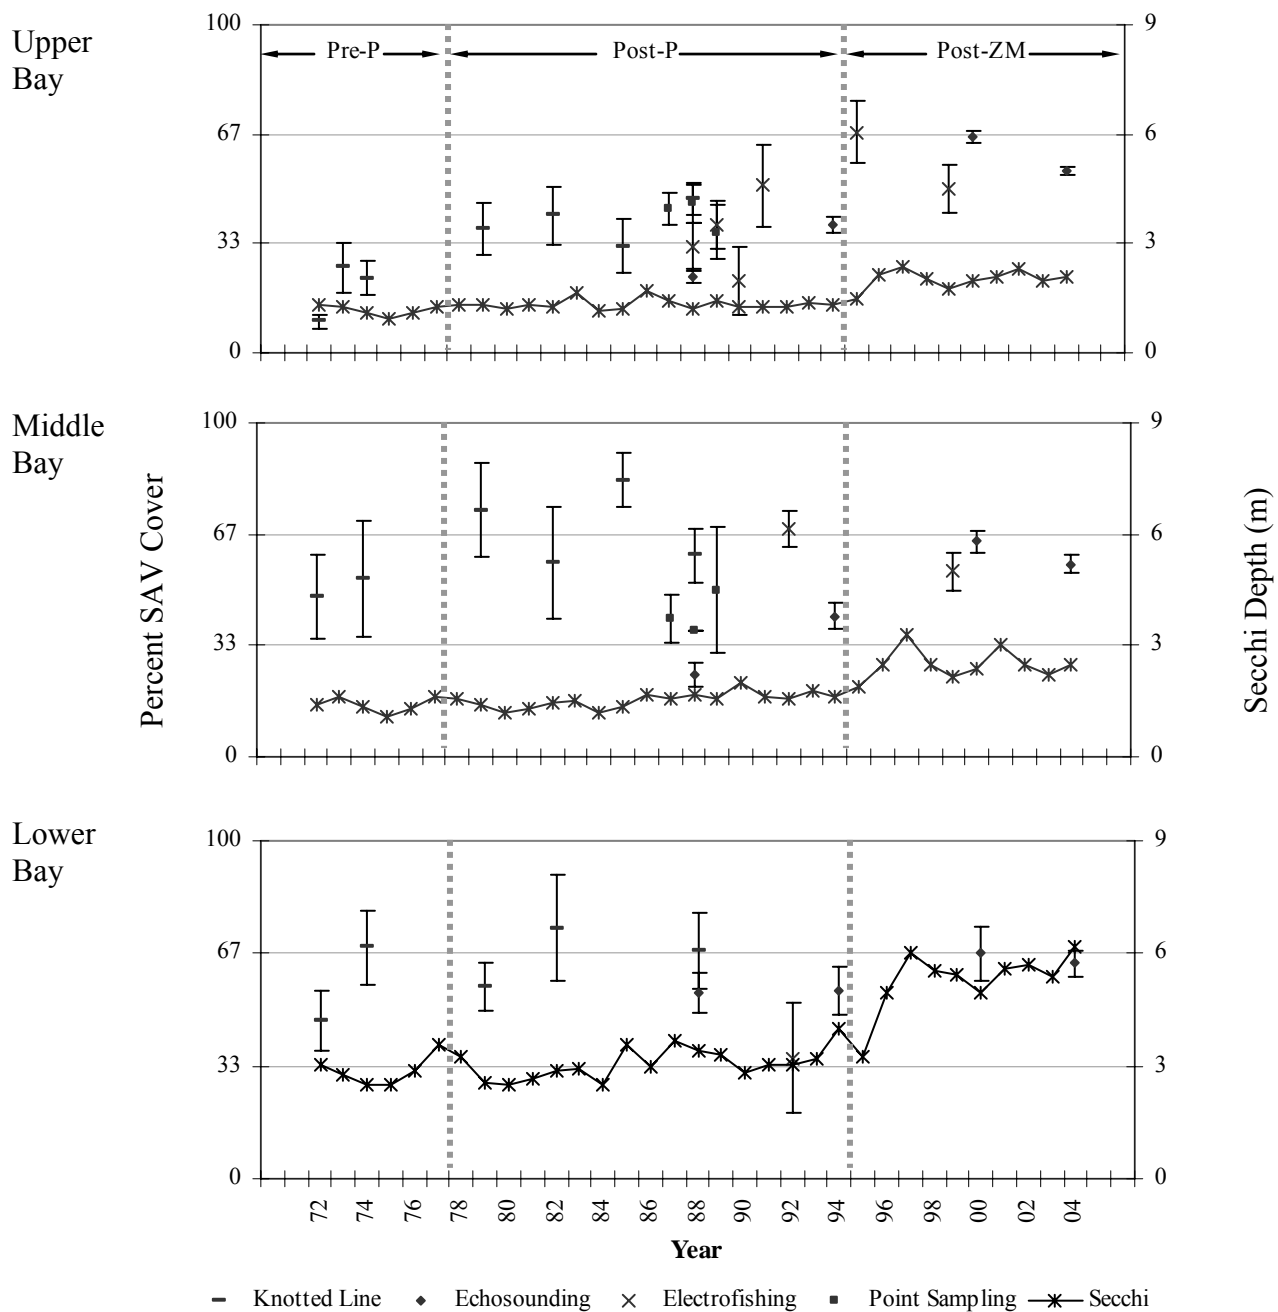 Upper
Bay
100
67
33
0
Pre-P
Post-P
Post-ZM
9
6
3
0
Middle
Bay
100
67
33
0
9
6
3
0
Percent SAV Cover
Secchi Depth (m)
Lower
Bay
100
67
33
0
9
6
3
0
72 74 76 78 80 82 84 86 88 90 92 94 96 98 00 02 04
Year
Knotted Line Echosounding Electrofishing Point Sampling Secchi